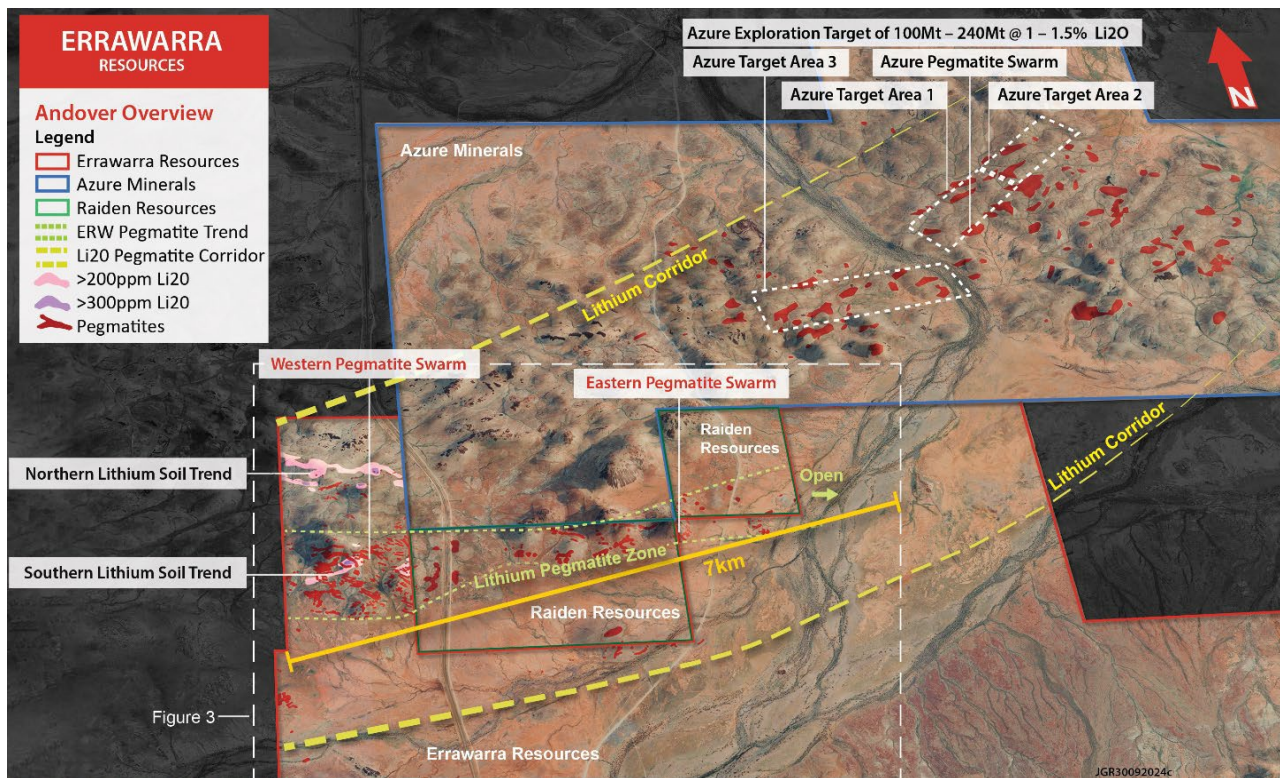 ERRAWARRA
RESOURCES
Andover Overview
Legend
Errawarra Resources
Azure Minerals
Raiden Resources
ERW Pegmatite Trend
Li20 Pegmatite Corridor
>200ppm Li20
>300ppm Li20
Pegmatites
Azure Exploration Target of 100Mt – 240Mt @ 1 – 1.5% Li2O
Azure Target Area 3
Azure Pegmatite Swarm
Azure Target Area 1
Azure Target Area 2
N
Azure Minerals
Lithium Corridor
Western Pegmatite Swarm
Eastern Pegmatite Swarm
Raiden
Resources
Lithium Corridor
Northern Lithium Soil Trend
Open
Lithium Pegmatite Zone
7km
Southern Lithium Soil Trend
Raiden Resources
Figure 3
Errawarra Resources
JGR30092024c